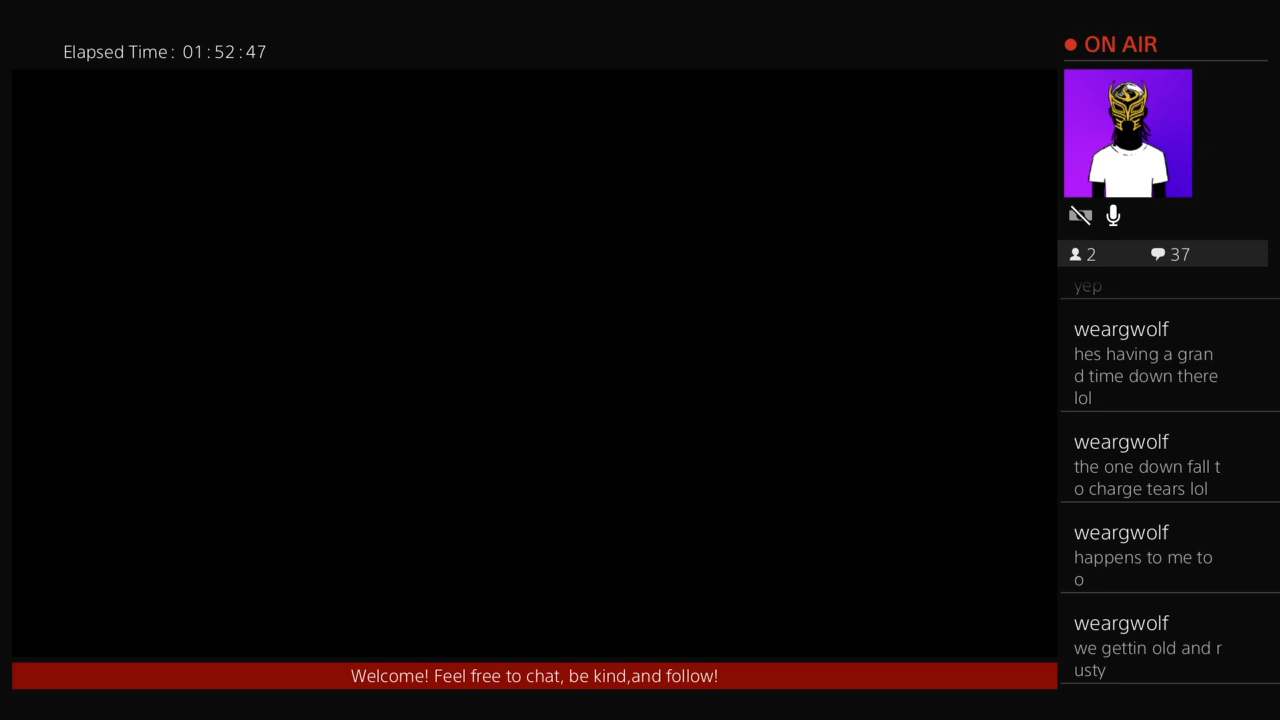 Elapsed Time: 01:52:47
ON AIR
2 37
yep
weargwolf
hes having a gran
d time down there
lol
weargwolf
the one down fall t
o charge tears lol
weargwolf
happens to me to
o
weargwolf
we gettin old and r
usty
Welcome! Feel free to chat, be kind,and follow!